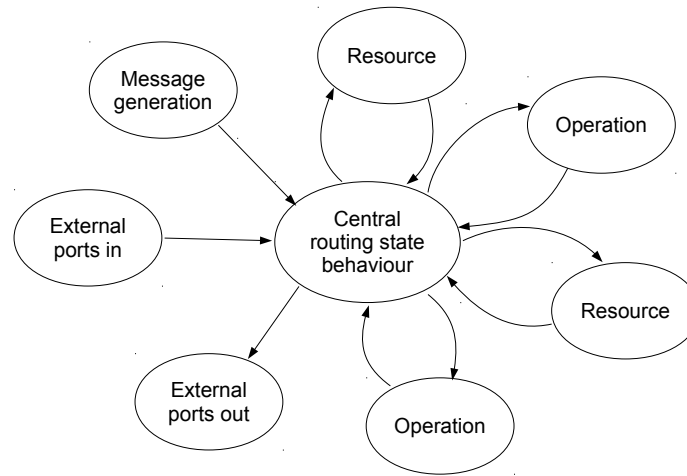 Resource
Message
generation
Operation
Central
routing state
behaviour
External
ports in
Resource
External
ports out
Operation